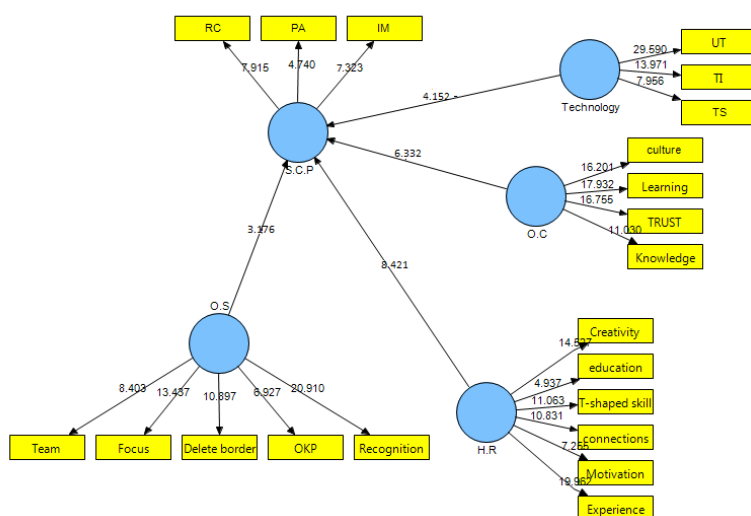 RC
PA
IM
7.915
4.740
7.323
S.C.P
4.152
Technology
29.590
13.971
7.956
UT
TI
TS
6.332
O.C
16.201
17.932
16.755
11.030
culture
Learning
TRUST
Knowledge
3.176
8.421
O.S
8.403
13.437
10.897
6.927
20.910
Team
Focus
Delete border
OKP
Recognition
H.R
4.937
11.063
10.831
19.962
Creativity
education
T-shaped skill
connections
Motivation
Experience